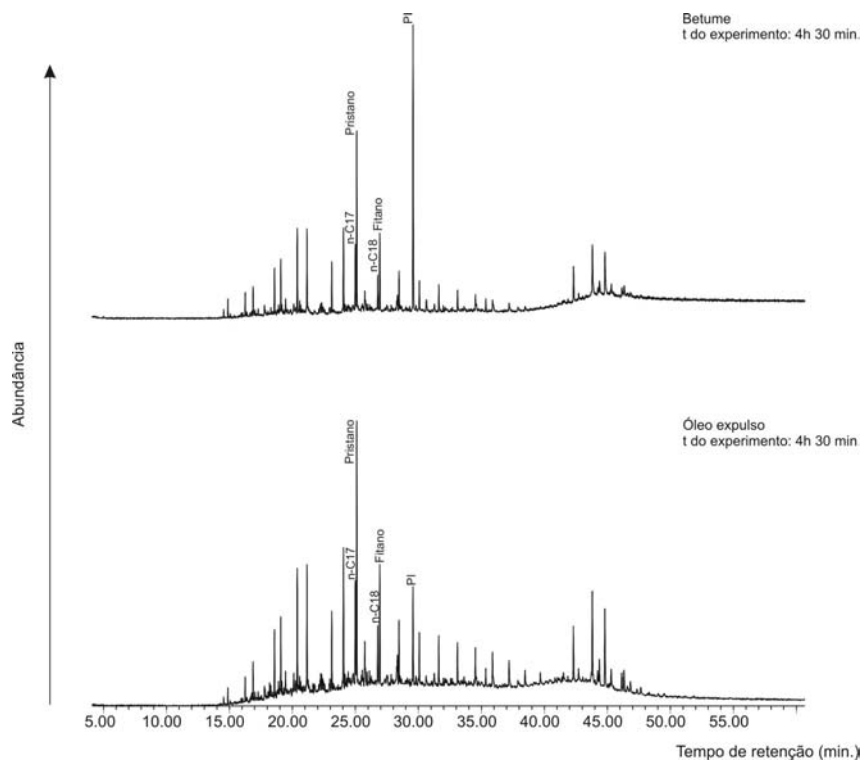 Betume
t do experimento: 4h 30 min.
PI
Pristano
n-C17
n-C18
Fitano
Abundância
Óleo expulso
t do experimento: 4h 30 min
Pristano
n-C17
n-C18
Fitano
PI
5.00 10.00 15.00 20.00 25.00 30.00 35.00 40.00 45.00 50.00 55.00
Tempo de retenção (min.)